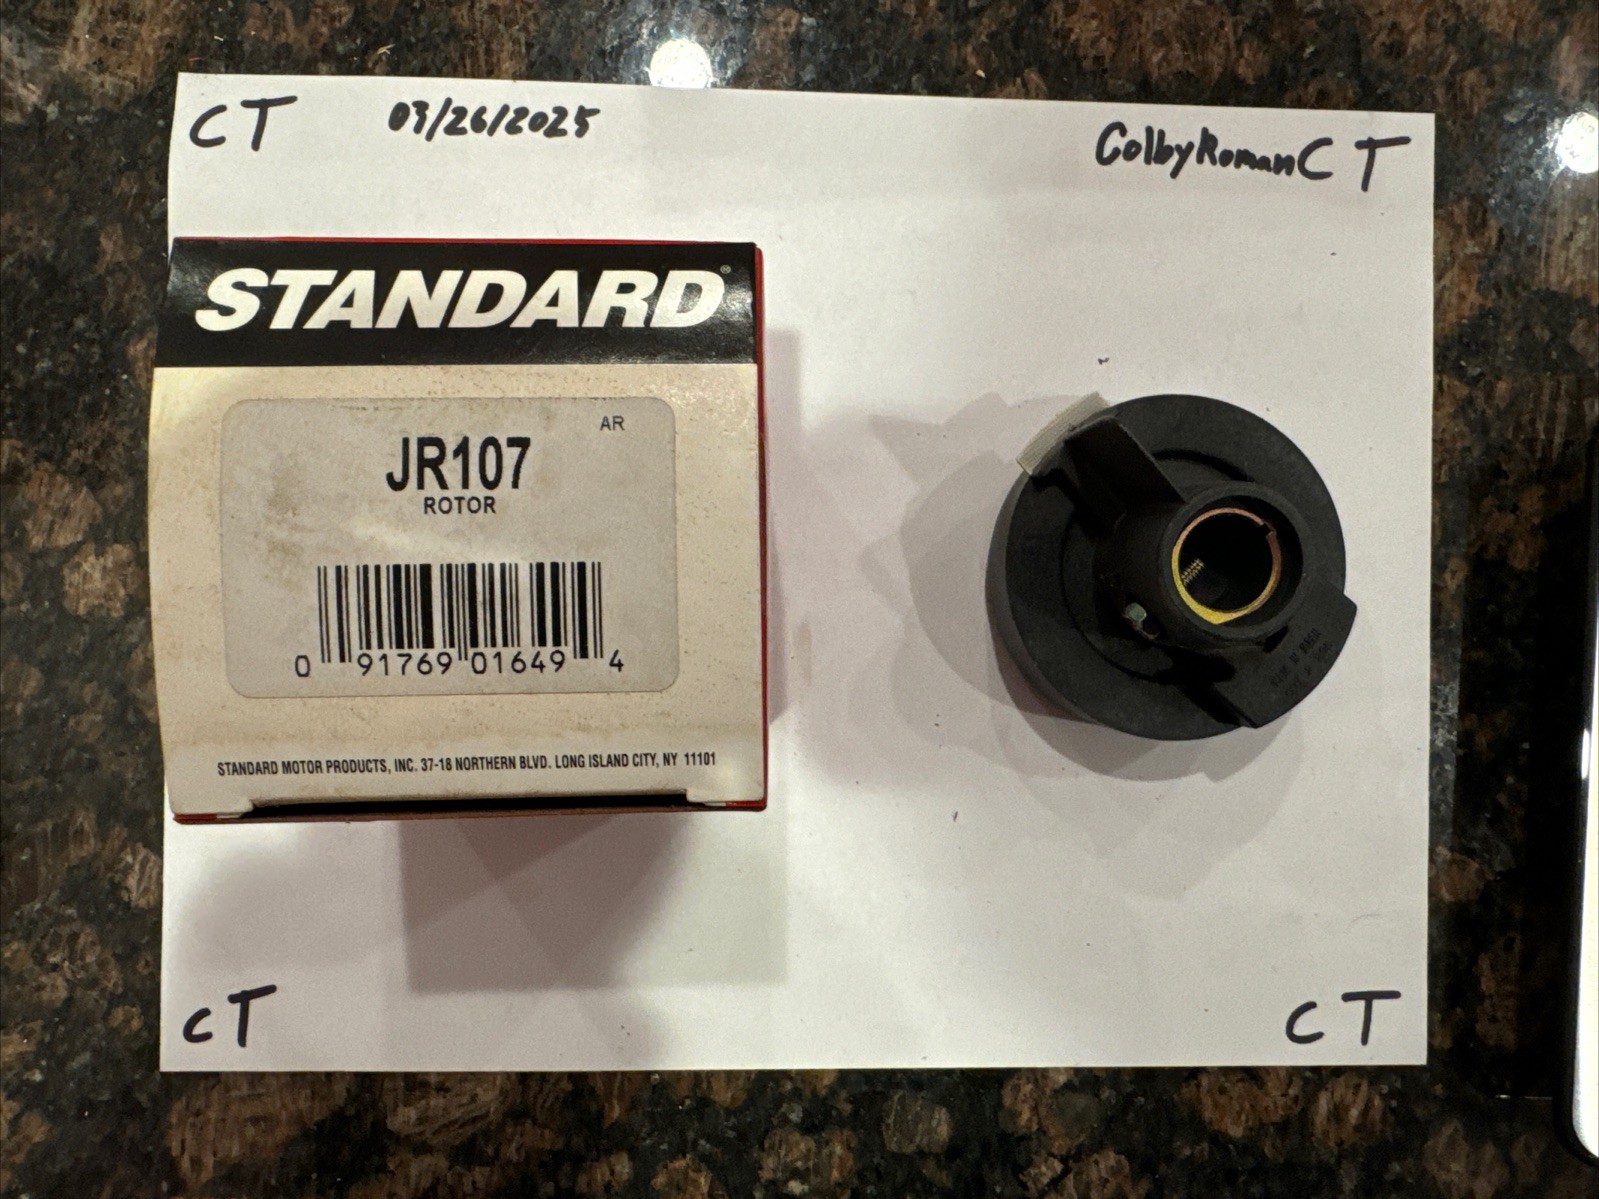 CT 03/26/2025 ColbyRomanCT
STANDARD®
AR
JR107
ROTOR
0 91769 01649 4
STANDARD MOTOR PRODUCTS, INC. 37-18 NORTHERN BLVD. LONG ISLAND CITY, NY 11101
CT CT